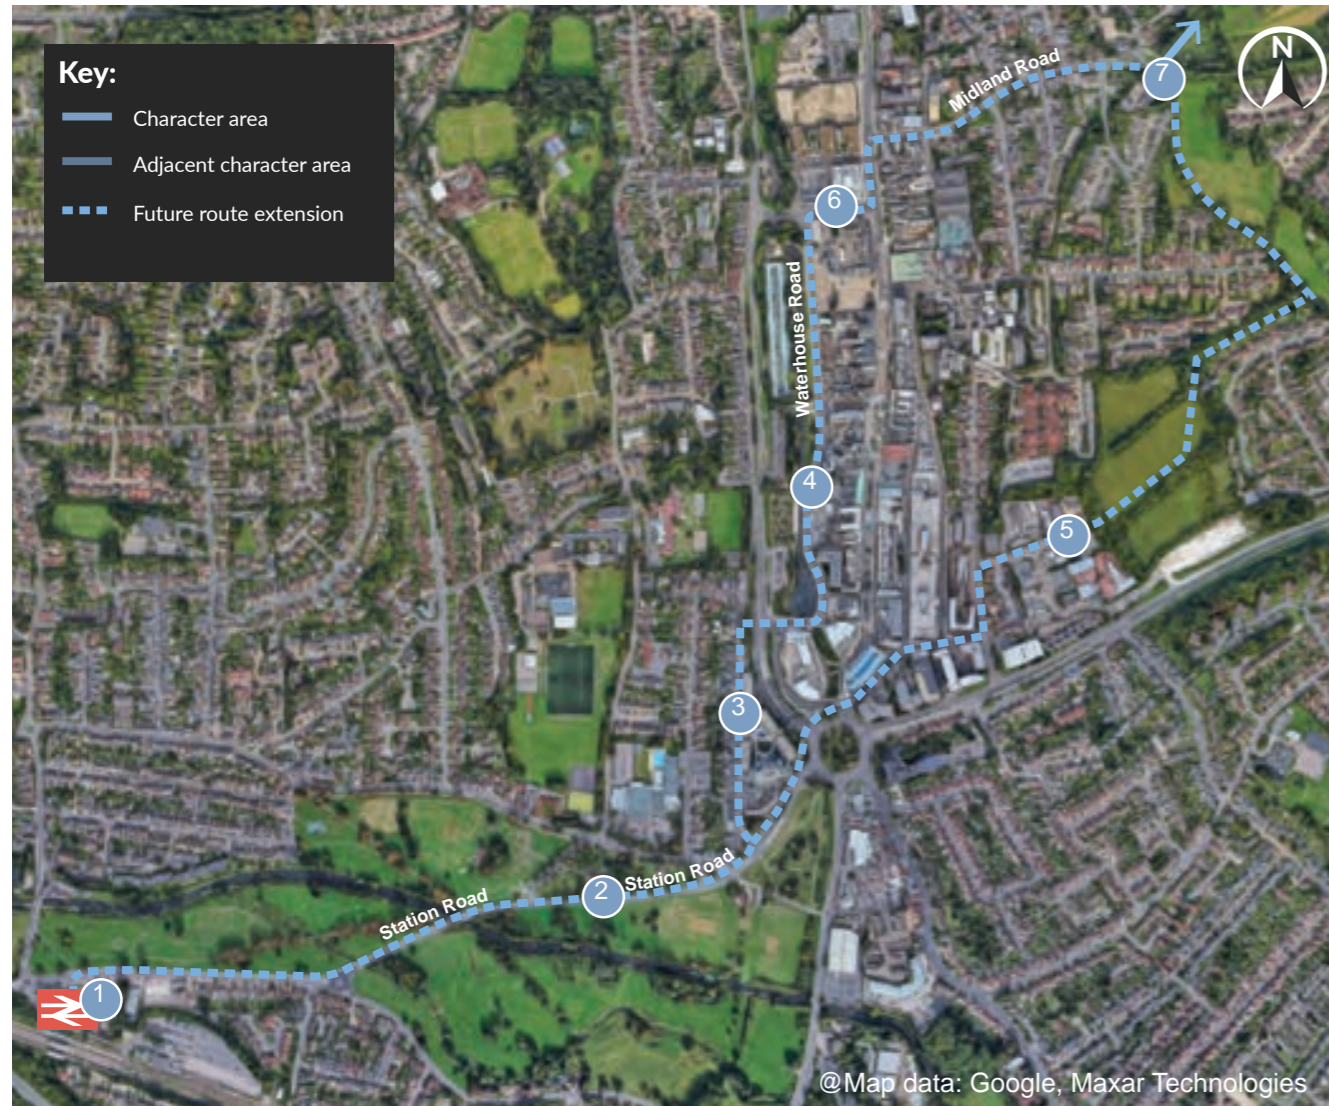 Key:
Character area
Adjacent character area
Future route extension
N
Midland Road
7
6
Waterhouse Road
4
5
3
Station Road
2
Station Road
1
@Map data: Google, Maxar Technologies